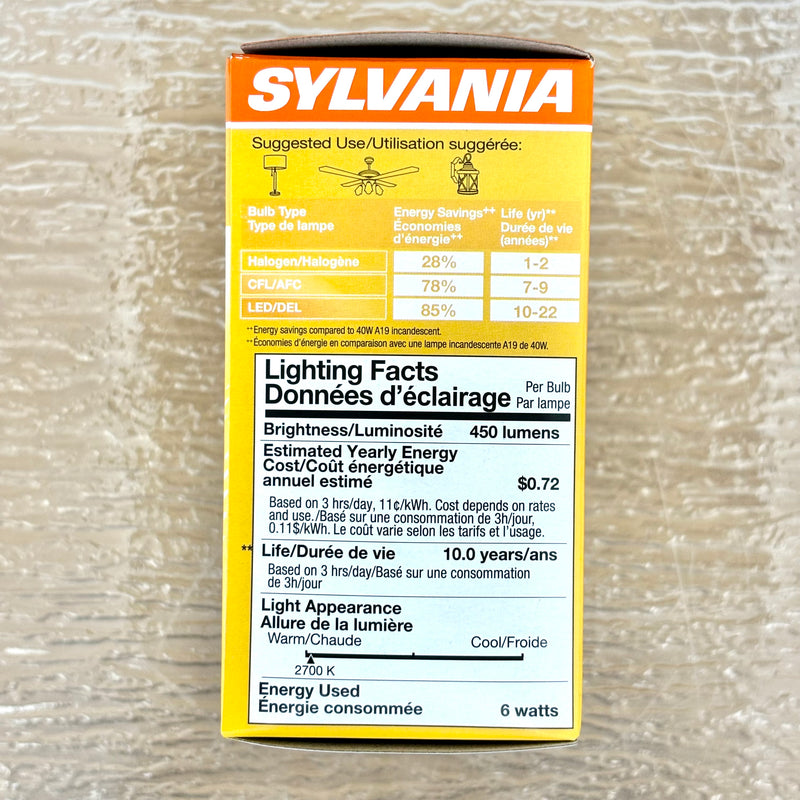 SYLVANIA
Suggested Use/Utilisation suggérée:
Bulb Type
Type de lampe
Energy Savings++
Économies
d'énergie++
Life (yr)**
Durée de vie
(années)**
Halogen/Halogène 28% 1-2
CFL/AFC 78% 7-9
LED/DEL 85% 10-22
++Energy savings compared to 40W A19 incandescent.
++Économies d'énergie en comparaison avec une lampe incandescente A19 de 40W.
Lighting Facts
Données d'éclairage
Per Bulb
Par lampe
Brightness/Luminosité 450 lumens
Estimated Yearly Energy
Cost/Coût énergétique
annuel estimé $0.72
Based on 3 hrs/day, 11¢/kWh. Cost depends on rates
and use./Basé sur une consommation de 3h/jour,
0.11$/kWh. Le coût varie selon les tarifs et l'usage.
**Life/Durée de vie 10.0 years/ans
Based on 3 hrs/day/Basé sur une consommation
de 3h/jour
Light Appearance
Allure de la lumière
Warm/Chaude Cool/Froide
2700 K
Energy Used
Énergie consommée 6 watts